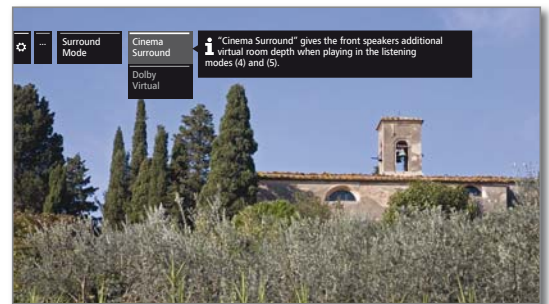 ...
Surround
Mode
Cinema
Surround
Dolby
Virtual
i “Cinema Surround” gives the front speakers additional
virtual room depth when playing in the listening
modes (4) and (5).